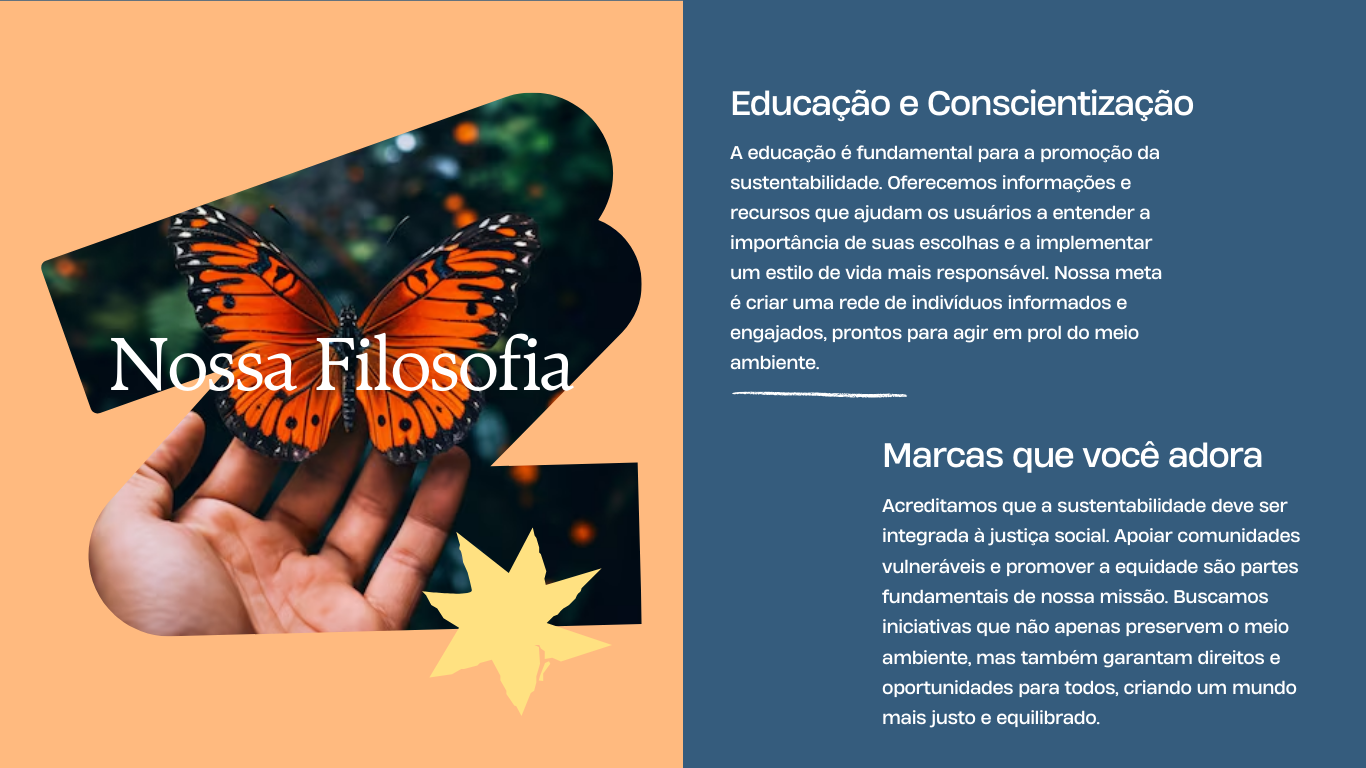 Nossa Filosofia
Educação e Conscientização
A educação é fundamental para a promoção da
sustentabilidade. Oferecemos informações e
recursos que ajudam os usuários a entender a
importância de suas escolhas e a implementar
um estilo de vida mais responsável. Nossa meta
é criar uma rede de indivíduos informados e
engajados, prontos para agir em prol do meio
ambiente.
Marcas que você adora
Acreditamos que a sustentabilidade deve ser
integrada à justiça social. Apoiar comunidades
vulneráveis e promover a equidade são partes
fundamentais de nossa missão. Buscamos
iniciativas que não apenas preservem o meio
ambiente, mas também garantam direitos e
oportunidades para todos, criando um mundo
mais justo e equilibrado.